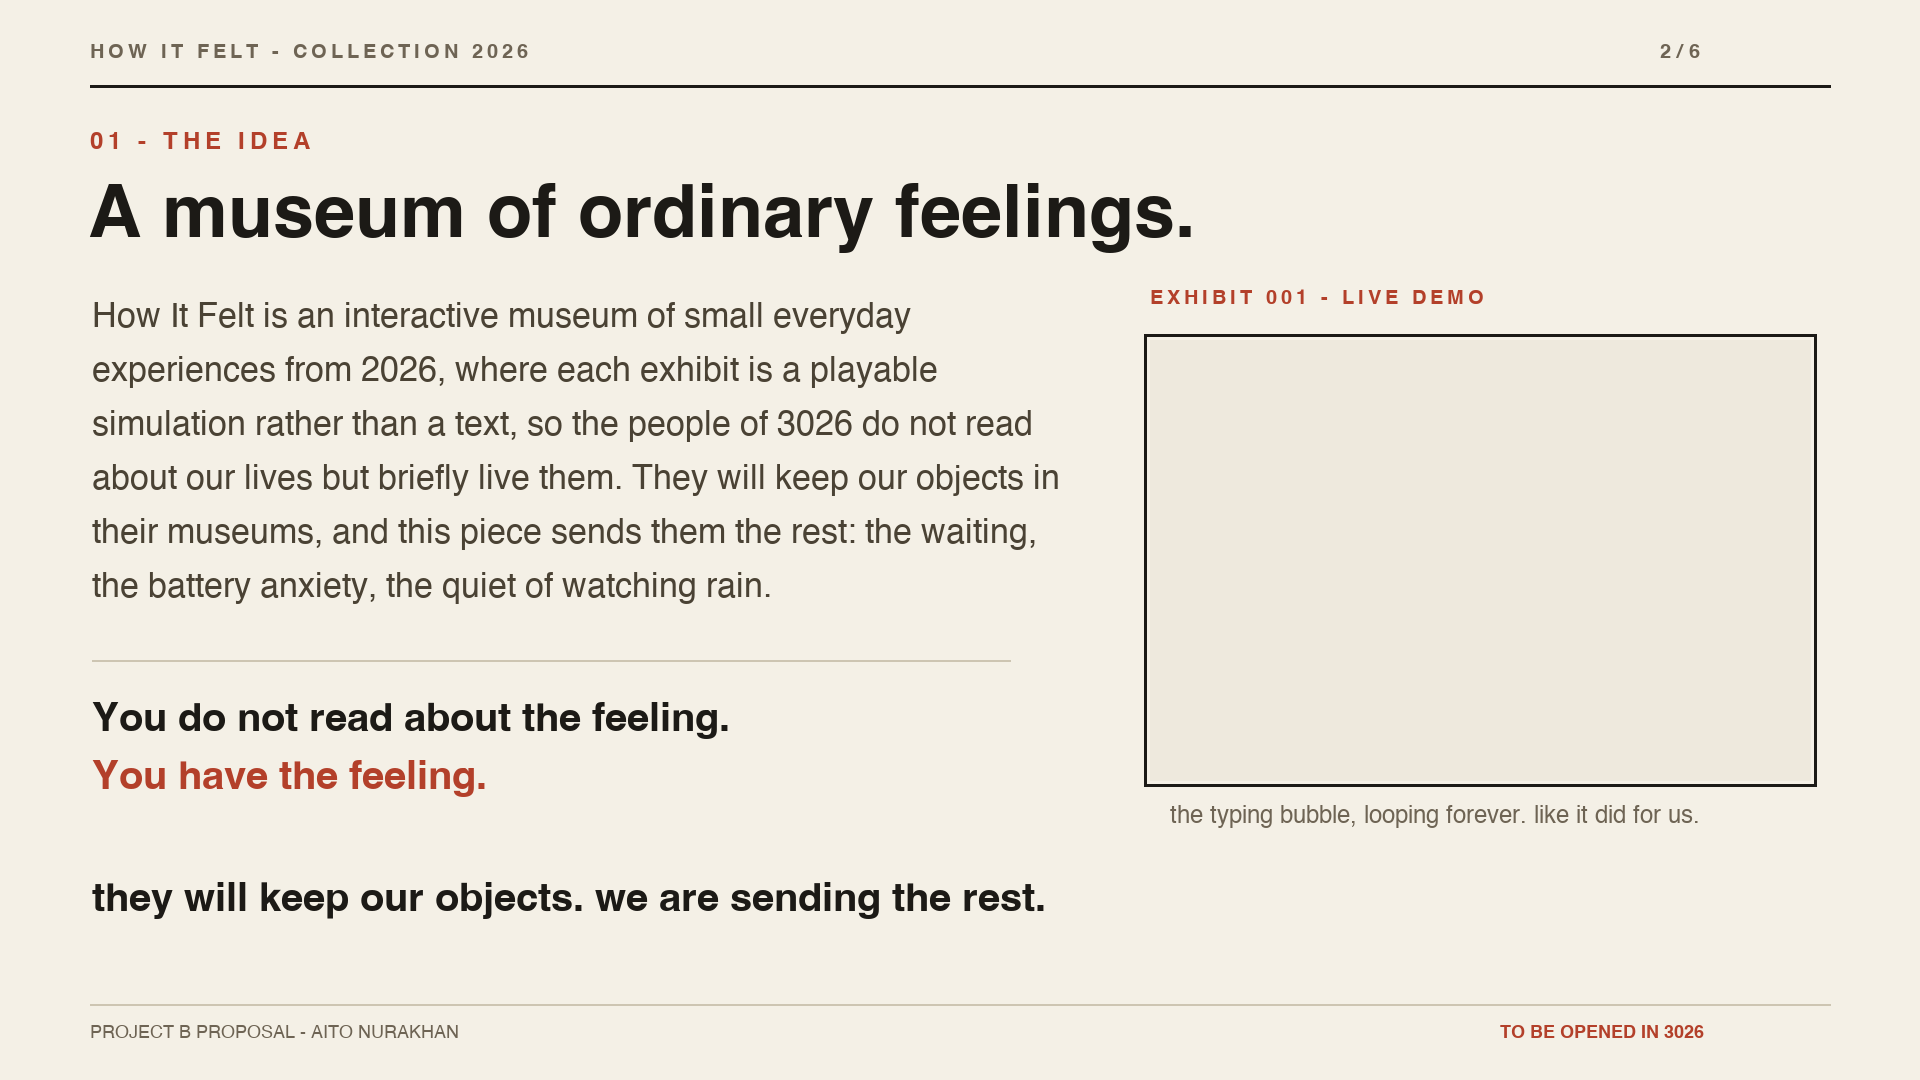 HOW IT FELT - COLLECTION 2026
2/6
01 - THE IDEA
A museum of ordinary feelings.
How It Felt is an interactive museum of small everyday
experiences from 2026, where each exhibit is a playable
simulation rather than a text, so the people of 3026 do not read
about our lives but briefly live them. They will keep our objects in
their museums, and this piece sends them the rest: the waiting,
the battery anxiety, the quiet of watching rain.
You do not read about the feeling.
You have the feeling.
they will keep our objects. we are sending the rest.
EXHIBIT 001 - LIVE DEMO
the typing bubble, looping forever. like it did for us.
PROJECT B PROPOSAL - AITO NURAKHAN
TO BE OPENED IN 3026